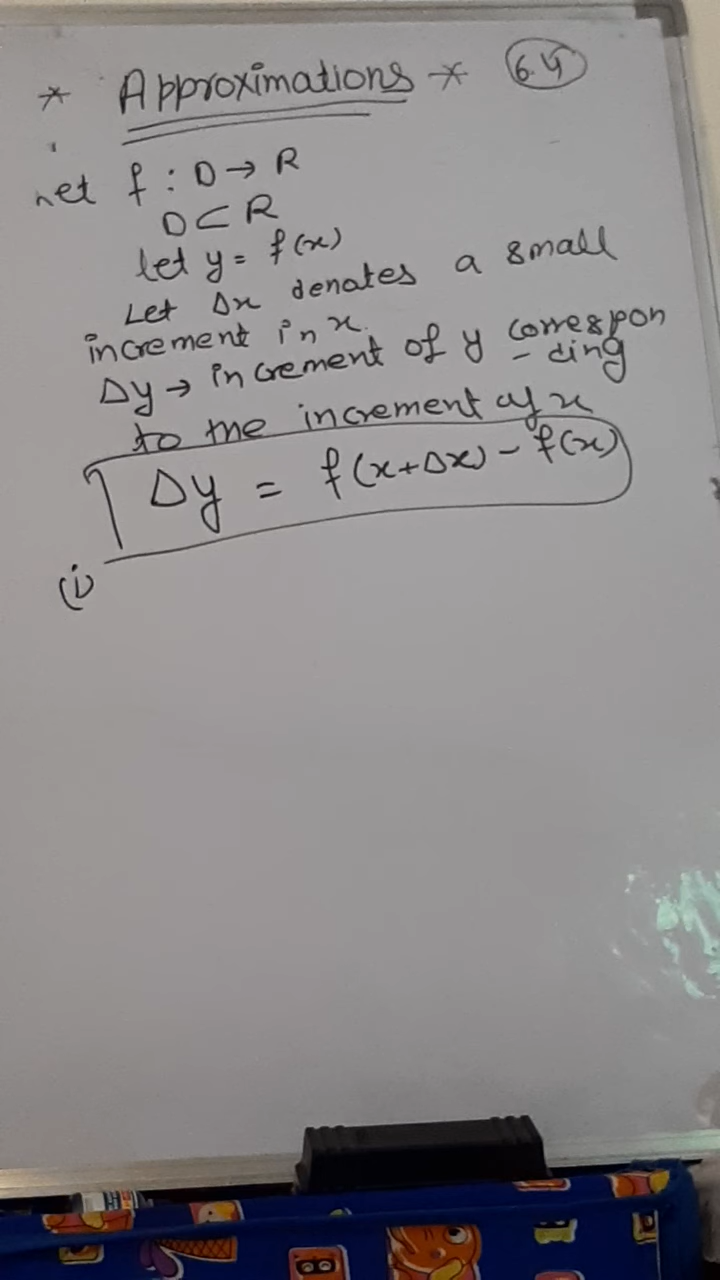 * Approximations * 6.4
Let f : D → R
D ⊂ R
let y = f(x)
Let Δx denates a small
increment in x.
Δy → increment of y correspon
- ding
to the increment of x
Δy = f(x+Δx) - f(x)
(i)